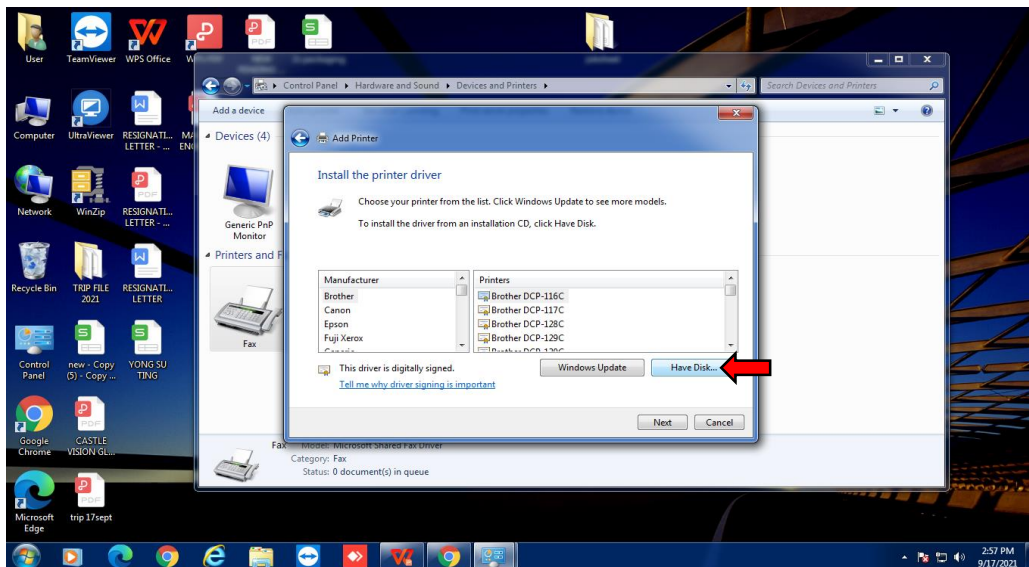 User
TeamViewer
WPS Office
PDF
Computer
UltraViewer
RESIGNATI...
LETTER - ...
Network
WinZip
PDF
RESIGNATI...
LETTER - ...
Recycle Bin
TRIP FILE
2021
RESIGNATI...
LETTER
Control
Panel
new - Copy
(5) - Copy ...
YONG SU
TING
Google
Chrome
PDF
CASTLE
VISION GL...
Microsoft
Edge
PDF
trip 17sept
Control Panel
Hardware and Sound
Devices and Printers
Search Devices and Printers
Add a device
Devices (4)
Generic PnP
Monitor
Printers and F
Fax
Add Printer
Install the printer driver
Choose your printer from the list. Click Windows Update to see more models.
To install the driver from an installation CD, click Have Disk.
Manufacturer
Brother
Canon
Epson
Fuji Xerox
Generic
Printers
Brother DCP-116C
Brother DCP-117C
Brother DCP-128C
Brother DCP-129C
This driver is digitally signed.
Tell me why driver signing is important
Windows Update
Have Disk...
Next
Cancel
Fax
Model: Microsoft Shared Fax Driver
Category: Fax
Status: 0 document(s) in queue
2:57 PM
9/17/2021